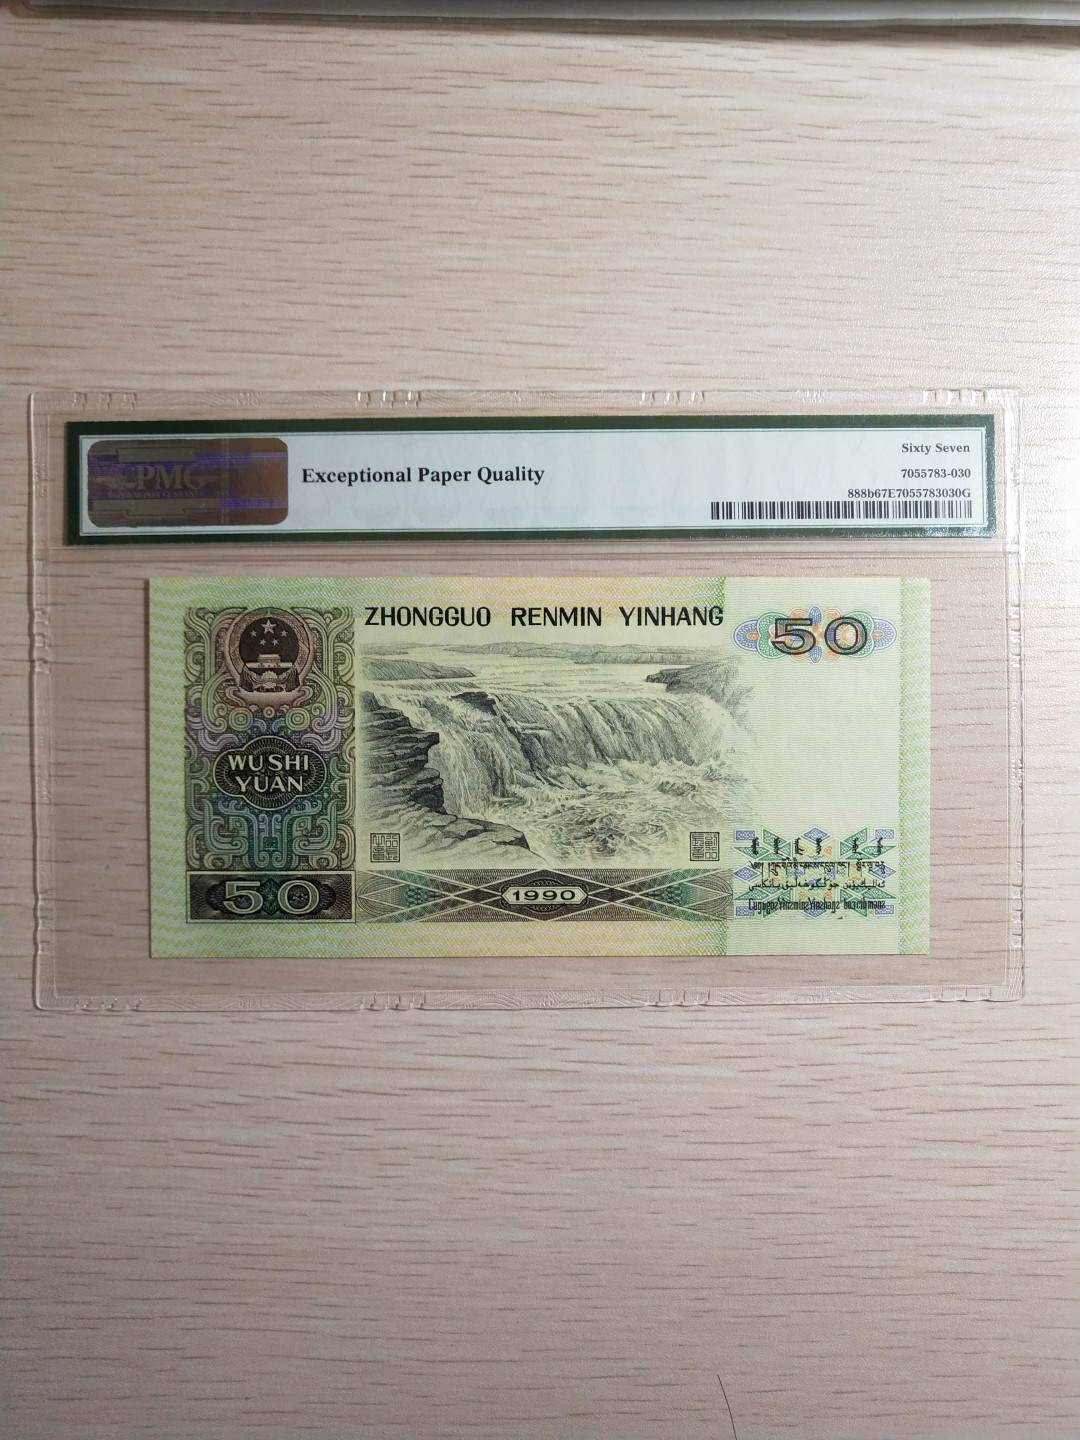 PMG
Exceptional Paper Quality
Sixty Seven
7055783-030
888b67E7055783030G
ZHONGGUO RENMIN YINHANG
50
WU SHI
YUAN
50
1990